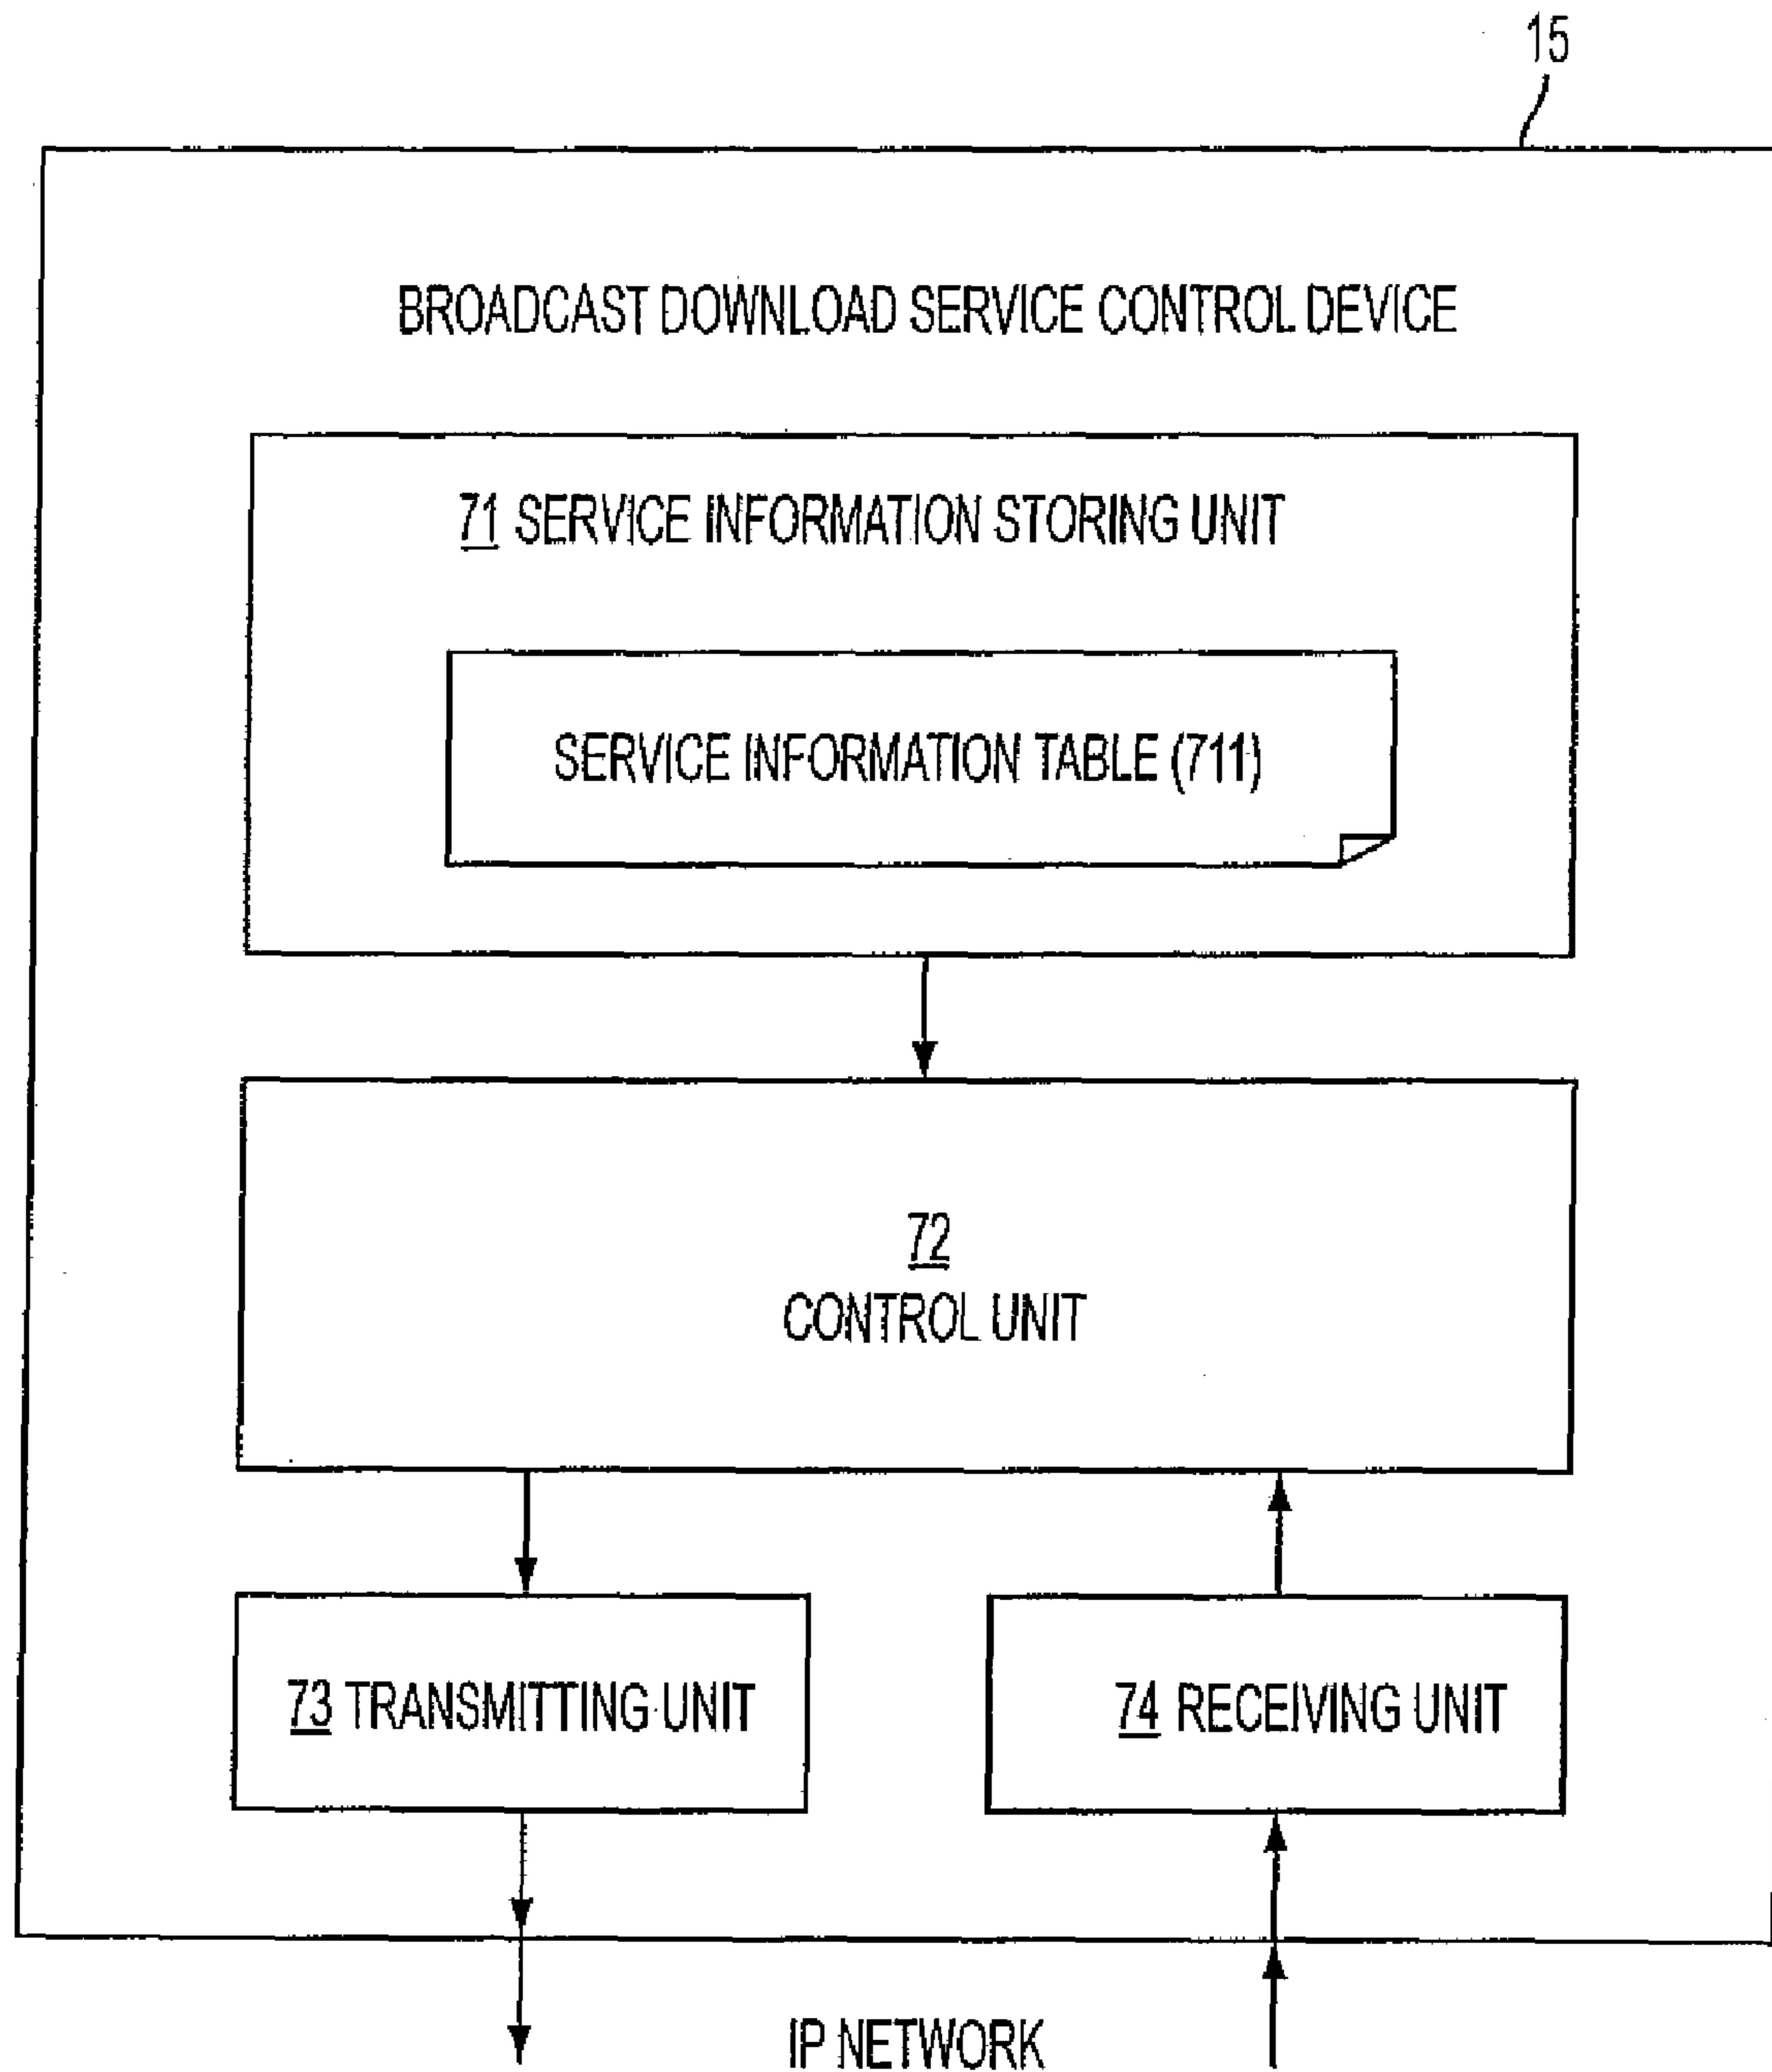 15
BROADCAST DOWNLOAD SERVICE CONTROL DEVICE
71 SERVICE INFORMATION STORING UNIT
SERVICE INFORMATION TABLE (711)
72
CONTROL UNIT
73 TRANSMITTING UNIT
74 RECEIVING UNIT
IP NETWORK